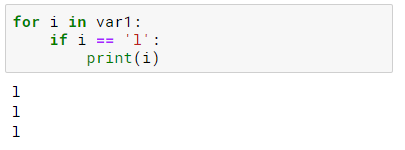 for i in var1:
    if i == 'l':
        print(i)
l
l
l